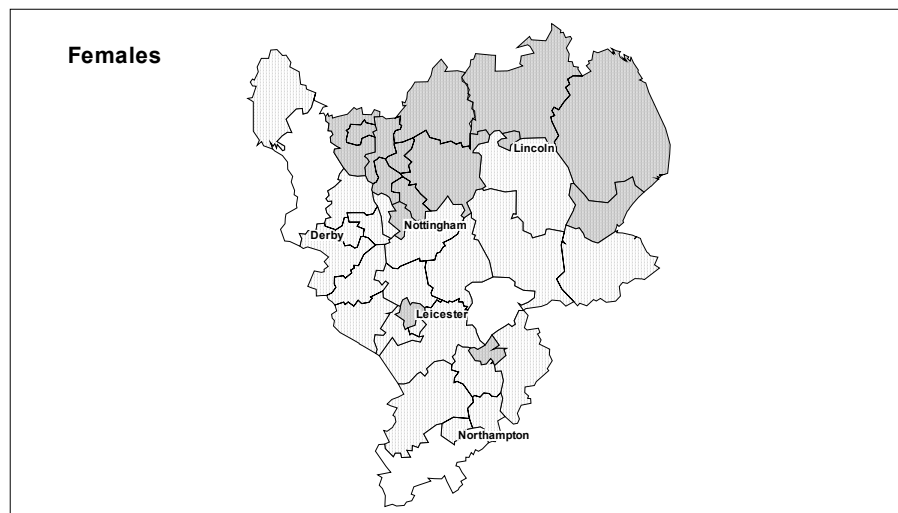 Females
Lincoln
Nottingham
Derby
Leicester
Northampton